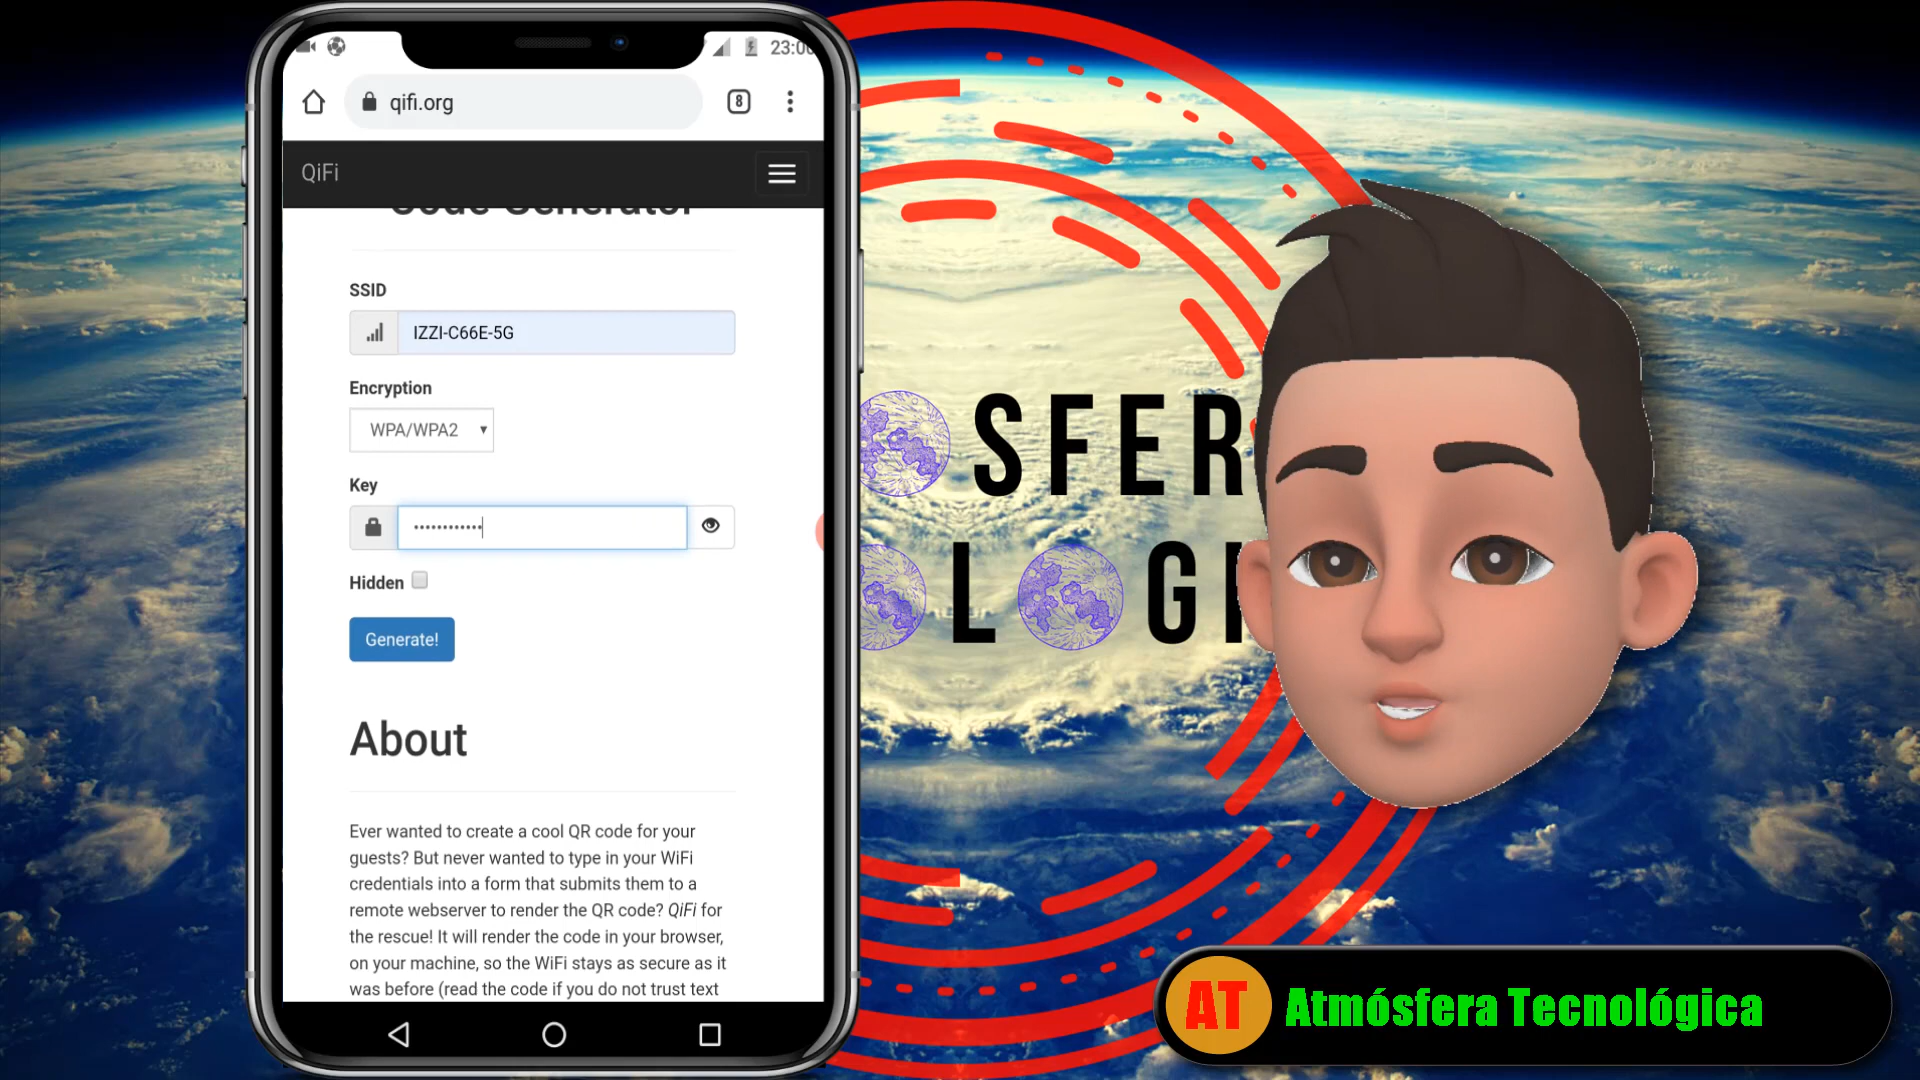 23:00
qifi.org
8
QiFi
Code Generator
SSID
IZZI-C66E-5G
Encryption
WPA/WPA2
Key
••••••••••••
Hidden
Generate!
About
Ever wanted to create a cool QR code for your
guests? But never wanted to type in your WiFi
credentials into a form that submits them to a
remote webserver to render the QR code? QiFi for
the rescue! It will render the code in your browser,
on your machine, so the WiFi stays as secure as it
was before (read the code if you do not trust text
SFER
LOGI
AT Atmósfera Tecnológica